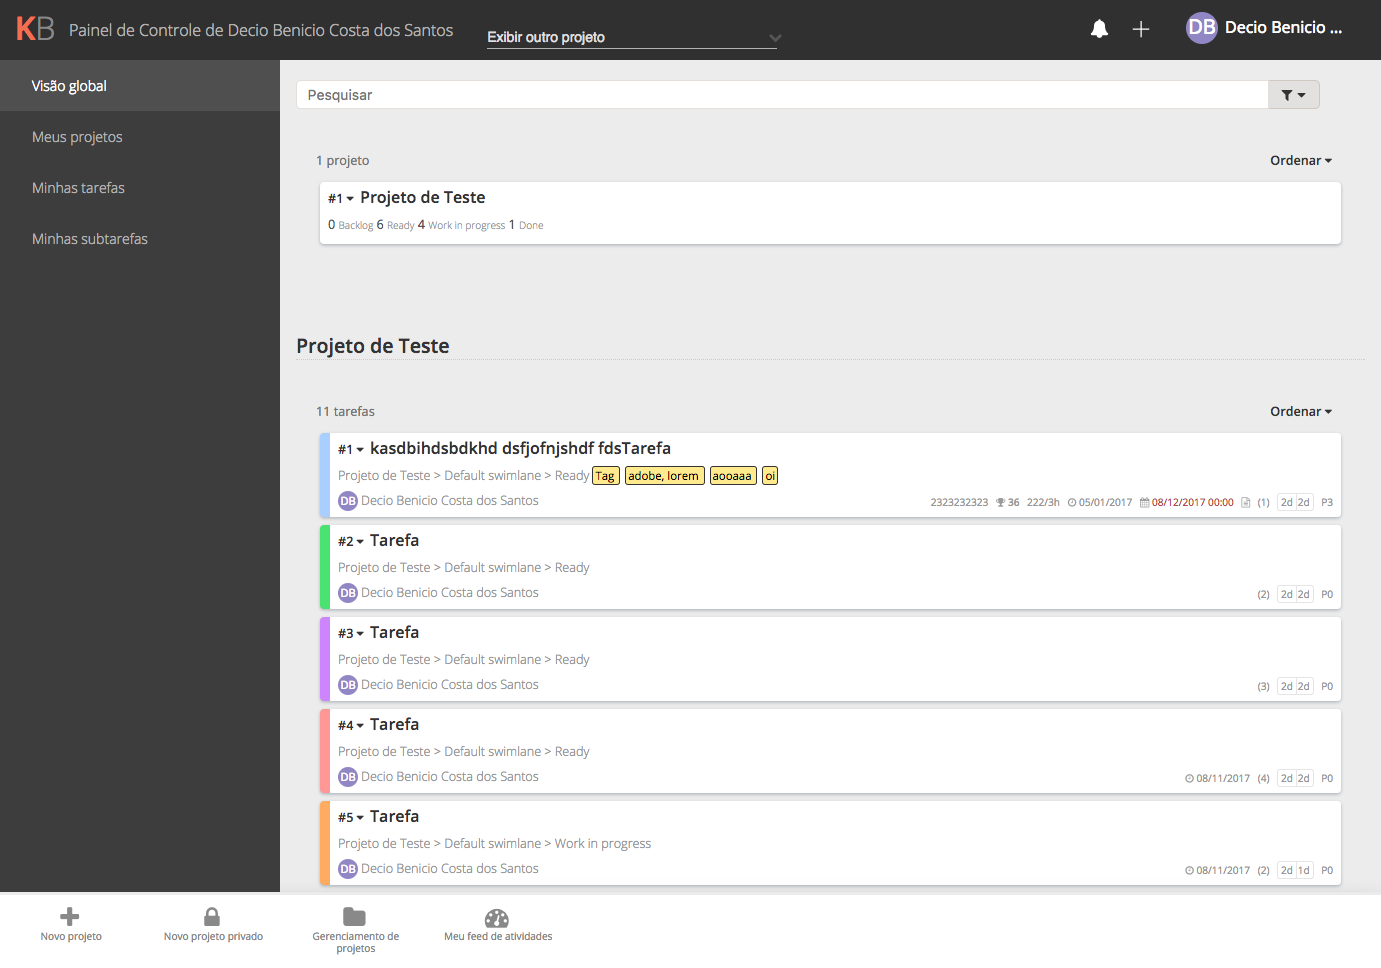 KB Painel de Controle de Decio Benicio Costa dos Santos Exibir outro projeto DB Decio Benicio ...
Visão global
Meus projetos
Minhas tarefas
Minhas subtarefas
Pesquisar
1 projeto Ordenar
#1 Projeto de Teste
0 Backlog 6 Ready 4 Work in progress 1 Done
Projeto de Teste
11 tarefas Ordenar
#1 kasdbihdsbdkhd dsfjofnjshdf fdsTarefa
Projeto de Teste > Default swimlane > Ready Tag adobe, lorem aooaaa oi
DB Decio Benicio Costa dos Santos 2323232323 36 222/3h 05/01/2017 08/12/2017 00:00 (1) 2d 2d P3
#2 Tarefa
Projeto de Teste > Default swimlane > Ready
DB Decio Benicio Costa dos Santos (2) 2d 2d P0
#3 Tarefa
Projeto de Teste > Default swimlane > Ready
DB Decio Benicio Costa dos Santos (3) 2d 2d P0
#4 Tarefa
Projeto de Teste > Default swimlane > Ready
DB Decio Benicio Costa dos Santos 08/11/2017 (4) 2d 2d P0
#5 Tarefa
Projeto de Teste > Default swimlane > Work in progress
DB Decio Benicio Costa dos Santos 08/11/2017 (2) 2d 1d P0
Novo projeto
Novo projeto privado
Gerenciamento de
projetos
Meu feed de atividades